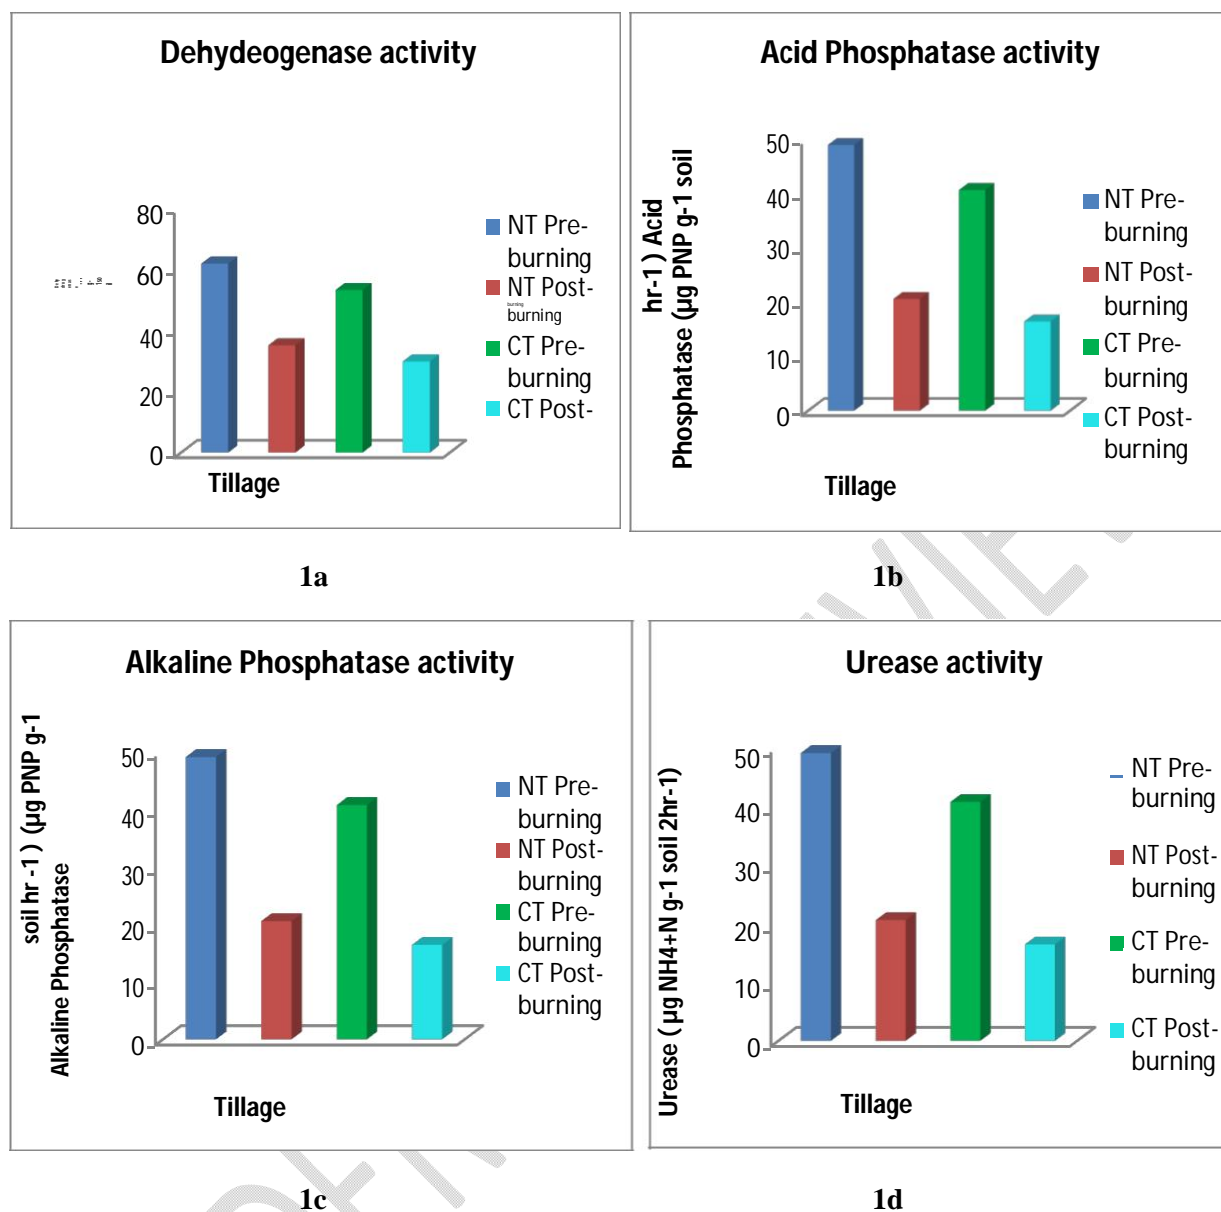 Dehydeogenase activity
80
60
40
20
0
NT Pre-
burning
NT Post-
burning
burning
CT Pre-
burning
CT Post-
Tillage
1a
Acid Phosphatase activity
hr-1 ) Acid
Phosphatase (µg PNP g-1 soil
50
40
30
20
10
0
NT Pre-
burning
NT Post-
burning
CT Pre-
burning
CT Post-
burning
Tillage
1b
Alkaline Phosphatase activity
soil hr -1 ) (µg PNP g-1
Alkaline Phosphatase
50
40
30
20
10
0
NT Pre-
burning
NT Post-
burning
CT Pre-
burning
CT Post-
burning
Tillage
1c
Urease activity
Urease ( µg NH4+N g-1 soil 2hr-1)
50
40
30
20
10
0
NT Pre-
burning
NT Post-
burning
CT Pre-
burning
CT Post-
burning
Tillage
1d